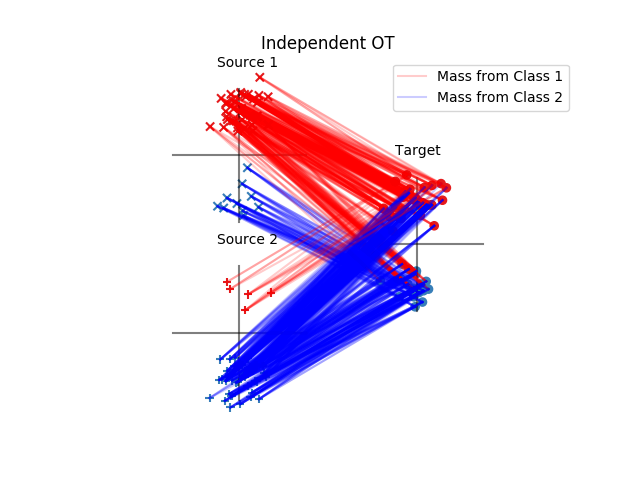 Independent OT
Source 1
Mass from Class 1
Mass from Class 2
Target
Source 2